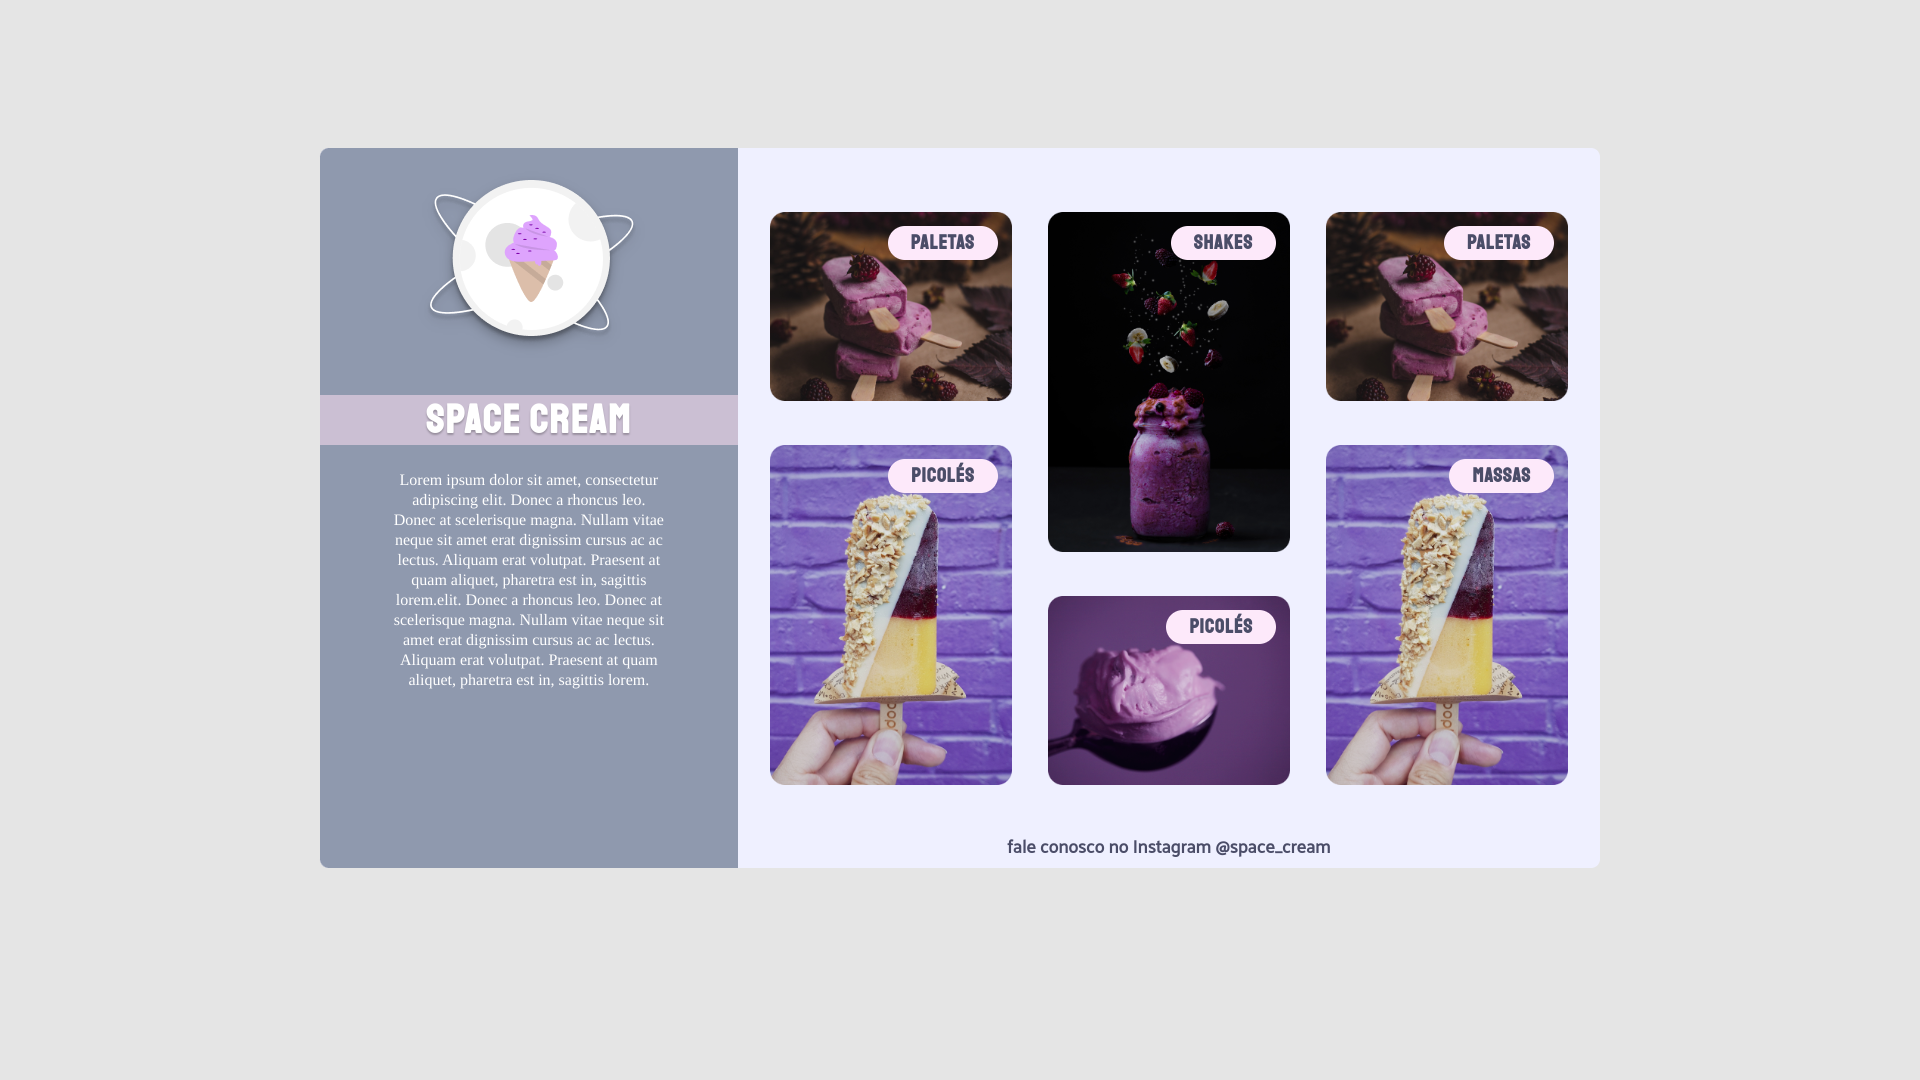 SPACE CREAM
Lorem ipsum dolor sit amet, consectetur
adipiscing elit. Donec a rhoncus leo.
Donec at scelerisque magna. Nullam vitae
neque sit amet erat dignissim cursus ac ac
lectus. Aliquam erat volutpat. Praesent at
quam aliquet, pharetra est in, sagittis
lorem.elit. Donec a rhoncus leo. Donec at
scelerisque magna. Nullam vitae neque sit
amet erat dignissim cursus ac ac lectus.
Aliquam erat volutpat. Praesent at quam
aliquet, pharetra est in, sagittis lorem.
PALETAS
SHAKES
PALETAS
PICOLÉS
MASSAS
PICOLÉS
fale conosco no Instagram @space_cream